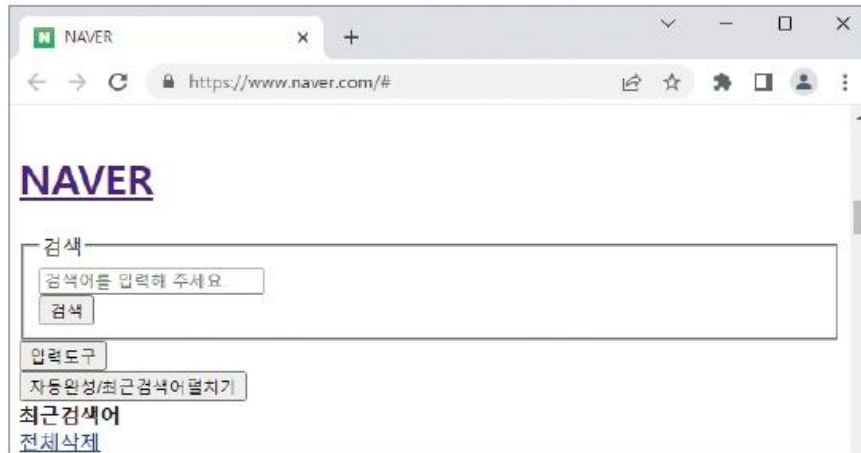 NAVER
https://www.naver.com/#
NAVER
검색
검색어를 입력해 주세요
검색
입력도구
자동완성/최근검색어펼치기
최근검색어
전체삭제